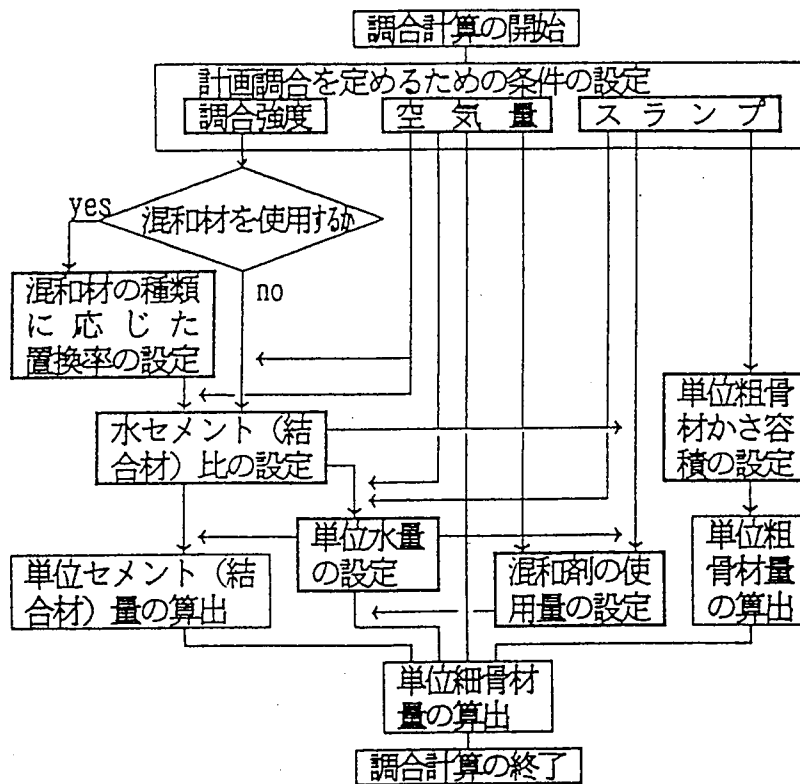 調合計算の開始
計画調合を定めるための条件の設定
調合強度
空気量
スランプ
yes
混和材を使用するか
no
混和材の種類
に応じた
置換率の設定
水セメント（結
合材）比の設定
単位粗骨
材かさ容
積の設定
単位水量
の設定
単位セメント（結
合材）量の算出
混和剤の使
用量の設定
単位粗
骨材量
の算出
単位細骨材
量の算出
調合計算の終了